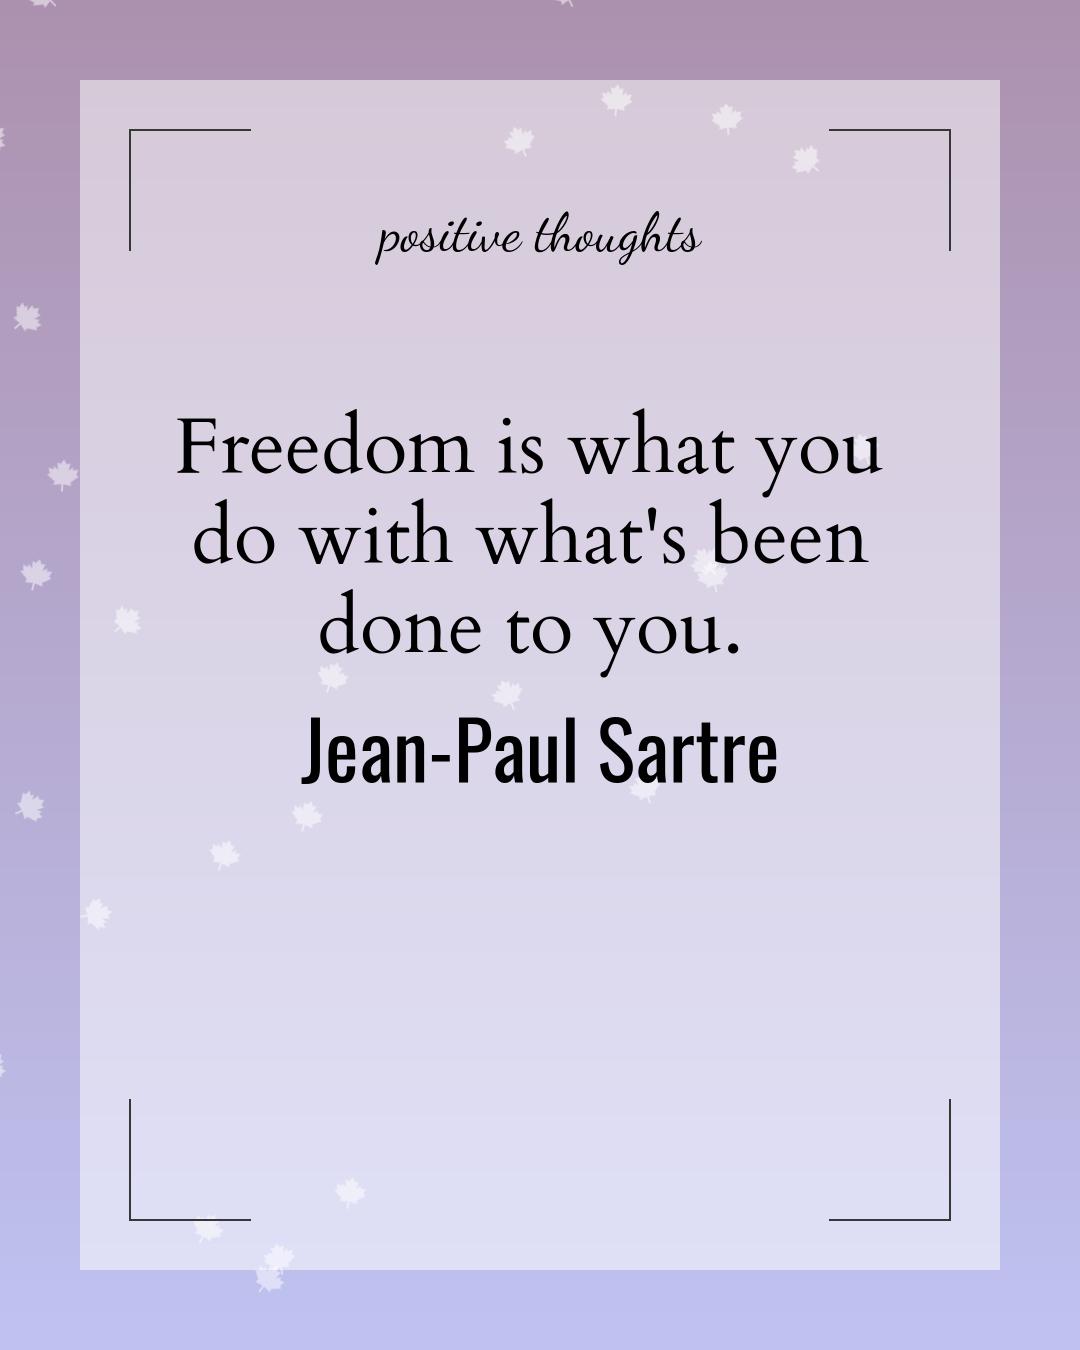 positive thoughts
Freedom is what you
do with what's been
done to you.
Jean-Paul Sartre